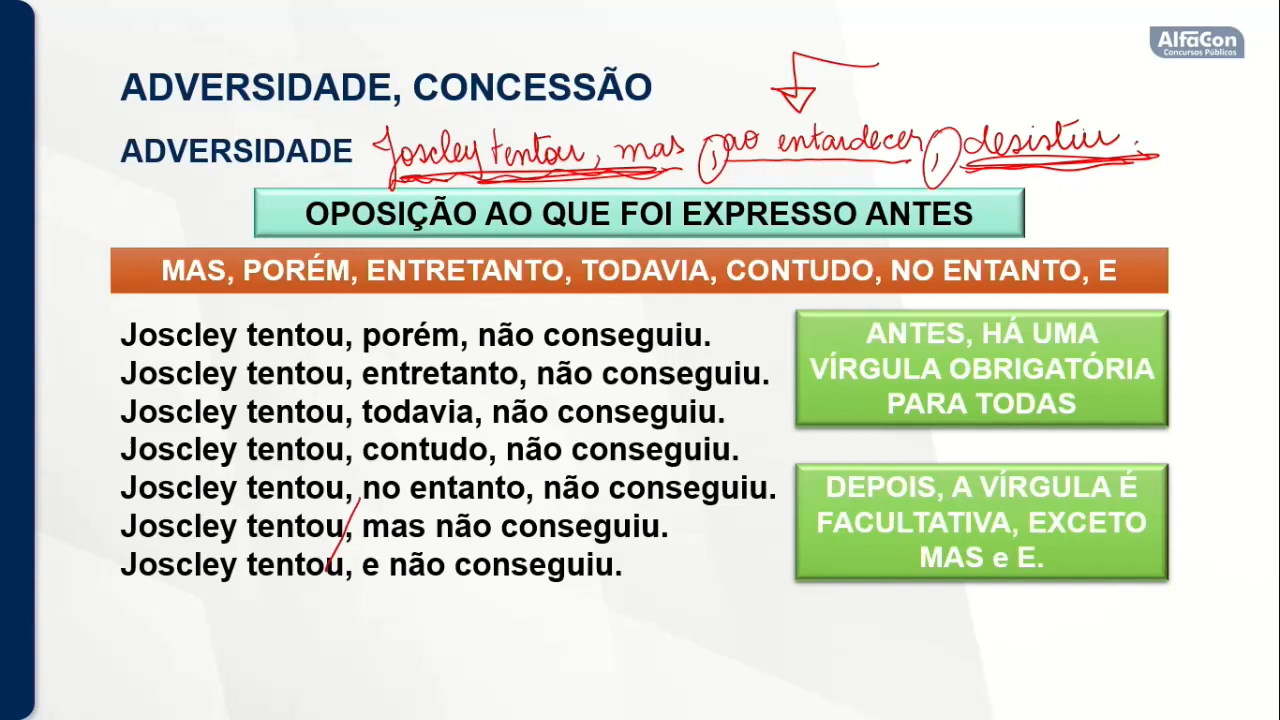 AlfaCon
Concursos Públicos
ADVERSIDADE, CONCESSÃO
ADVERSIDADE Joscley tentou, mas , ao entardecer , desistiu.
OPOSIÇÃO AO QUE FOI EXPRESSO ANTES
MAS, PORÉM, ENTRETANTO, TODAVIA, CONTUDO, NO ENTANTO, E
Joscley tentou, porém, não conseguiu.
Joscley tentou, entretanto, não conseguiu.
Joscley tentou, todavia, não conseguiu.
Joscley tentou, contudo, não conseguiu.
Joscley tentou, no entanto, não conseguiu.
Joscley tentou, mas não conseguiu.
Joscley tentou, e não conseguiu.
ANTES, HÁ UMA
VÍRGULA OBRIGATÓRIA
PARA TODAS
DEPOIS, A VÍRGULA É
FACULTATIVA, EXCETO
MAS e E.